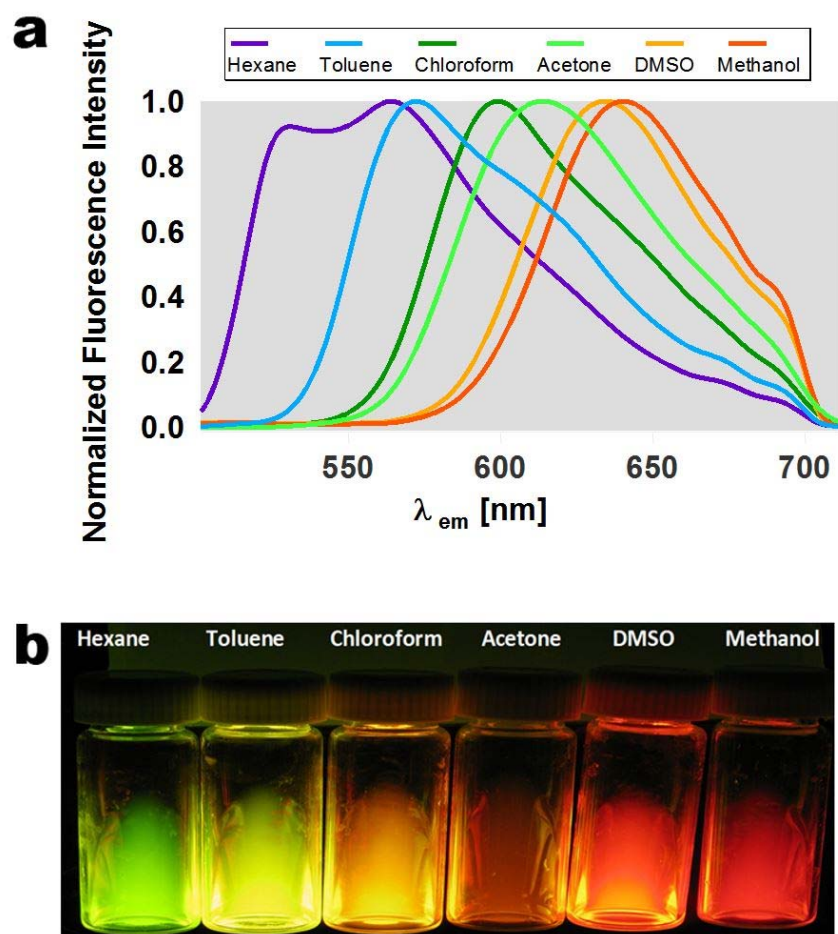 a
Hexane Toluene Chloroform Acetone DMSO Methanol
Normalized Fluorescence Intensity
1.0
0.8
0.6
0.4
0.2
0.0
550 600 650 700
λ em [nm]
b
Hexane Toluene Chloroform Acetone DMSO Methanol